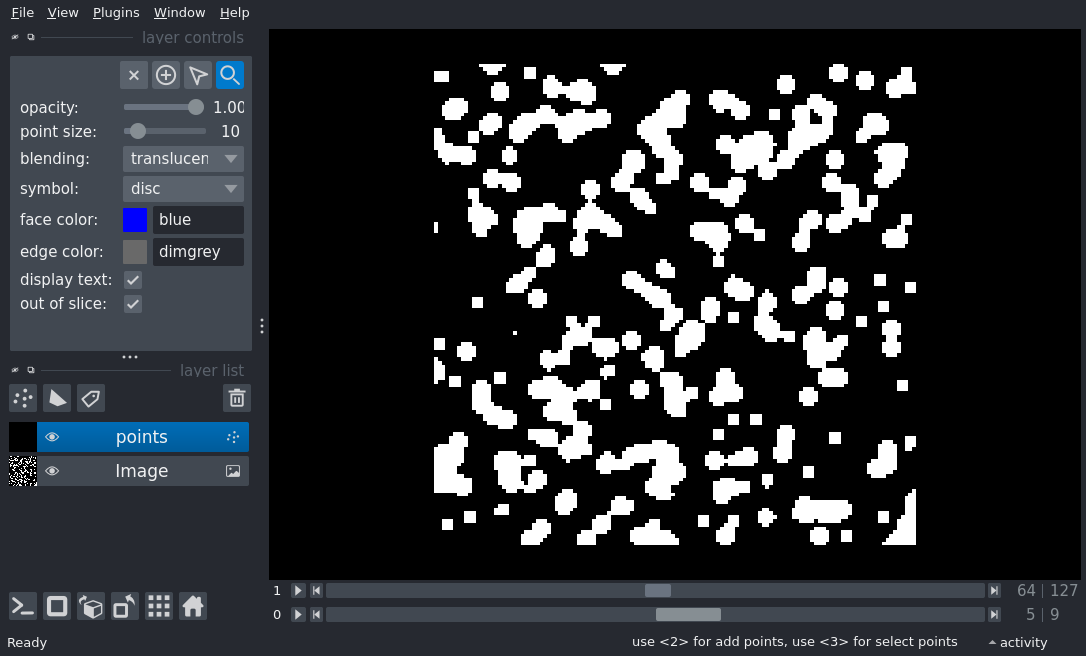 File View Plugins Window Help
layer controls
opacity: 1.00
point size: 10
blending: translucen
symbol: disc
face color: blue
edge color: dimgrey
display text:
out of slice:
layer list
points
Image
1 64 127
0 5 9
Ready use <2> for add points, use <3> for select points activity